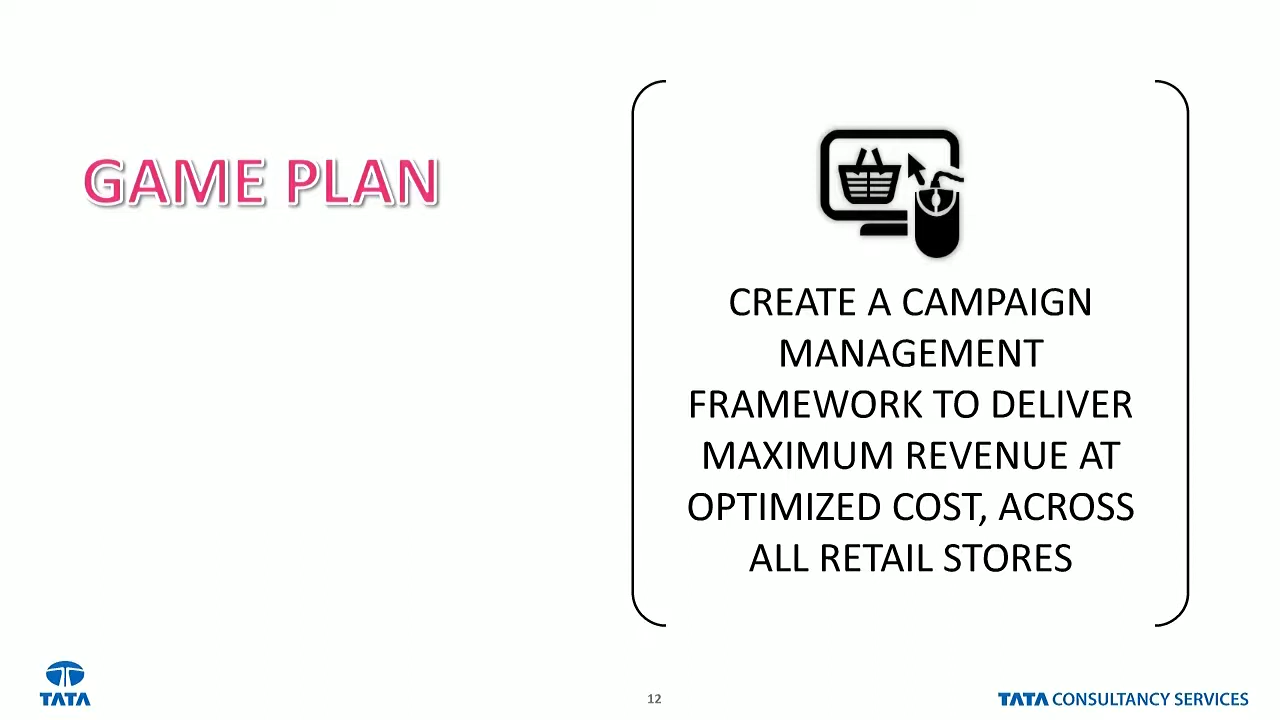 GAME PLAN
CREATE A CAMPAIGN
MANAGEMENT
FRAMEWORK TO DELIVER
MAXIMUM REVENUE AT
OPTIMIZED COST, ACROSS
ALL RETAIL STORES
TATA
12
TATA CONSULTANCY SERVICES